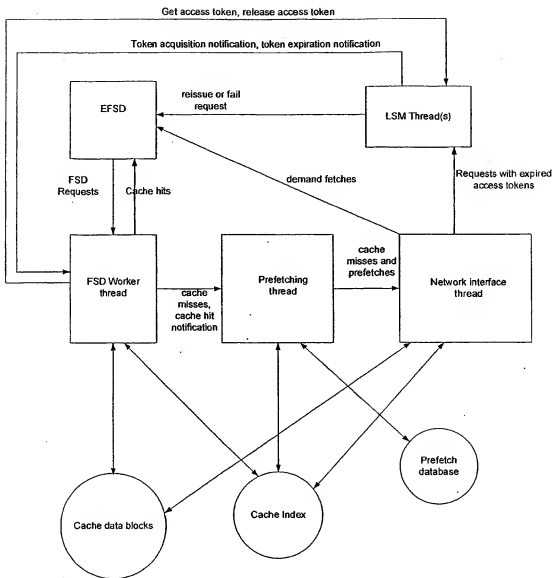 Get access token, release access token
Token acquisition notification, token expiration notification
EFSD
reissue or fail
request
LSM Thread(s)
FSD
Requests
Cache hits
demand fetches
Requests with expired
access tokens
FSD Worker
thread
cache
misses,
cache hit
notification
Prefetching
thread
cache
misses and
prefetches
Network interface
thread
Cache data blocks
Cache Index
Prefetch
database